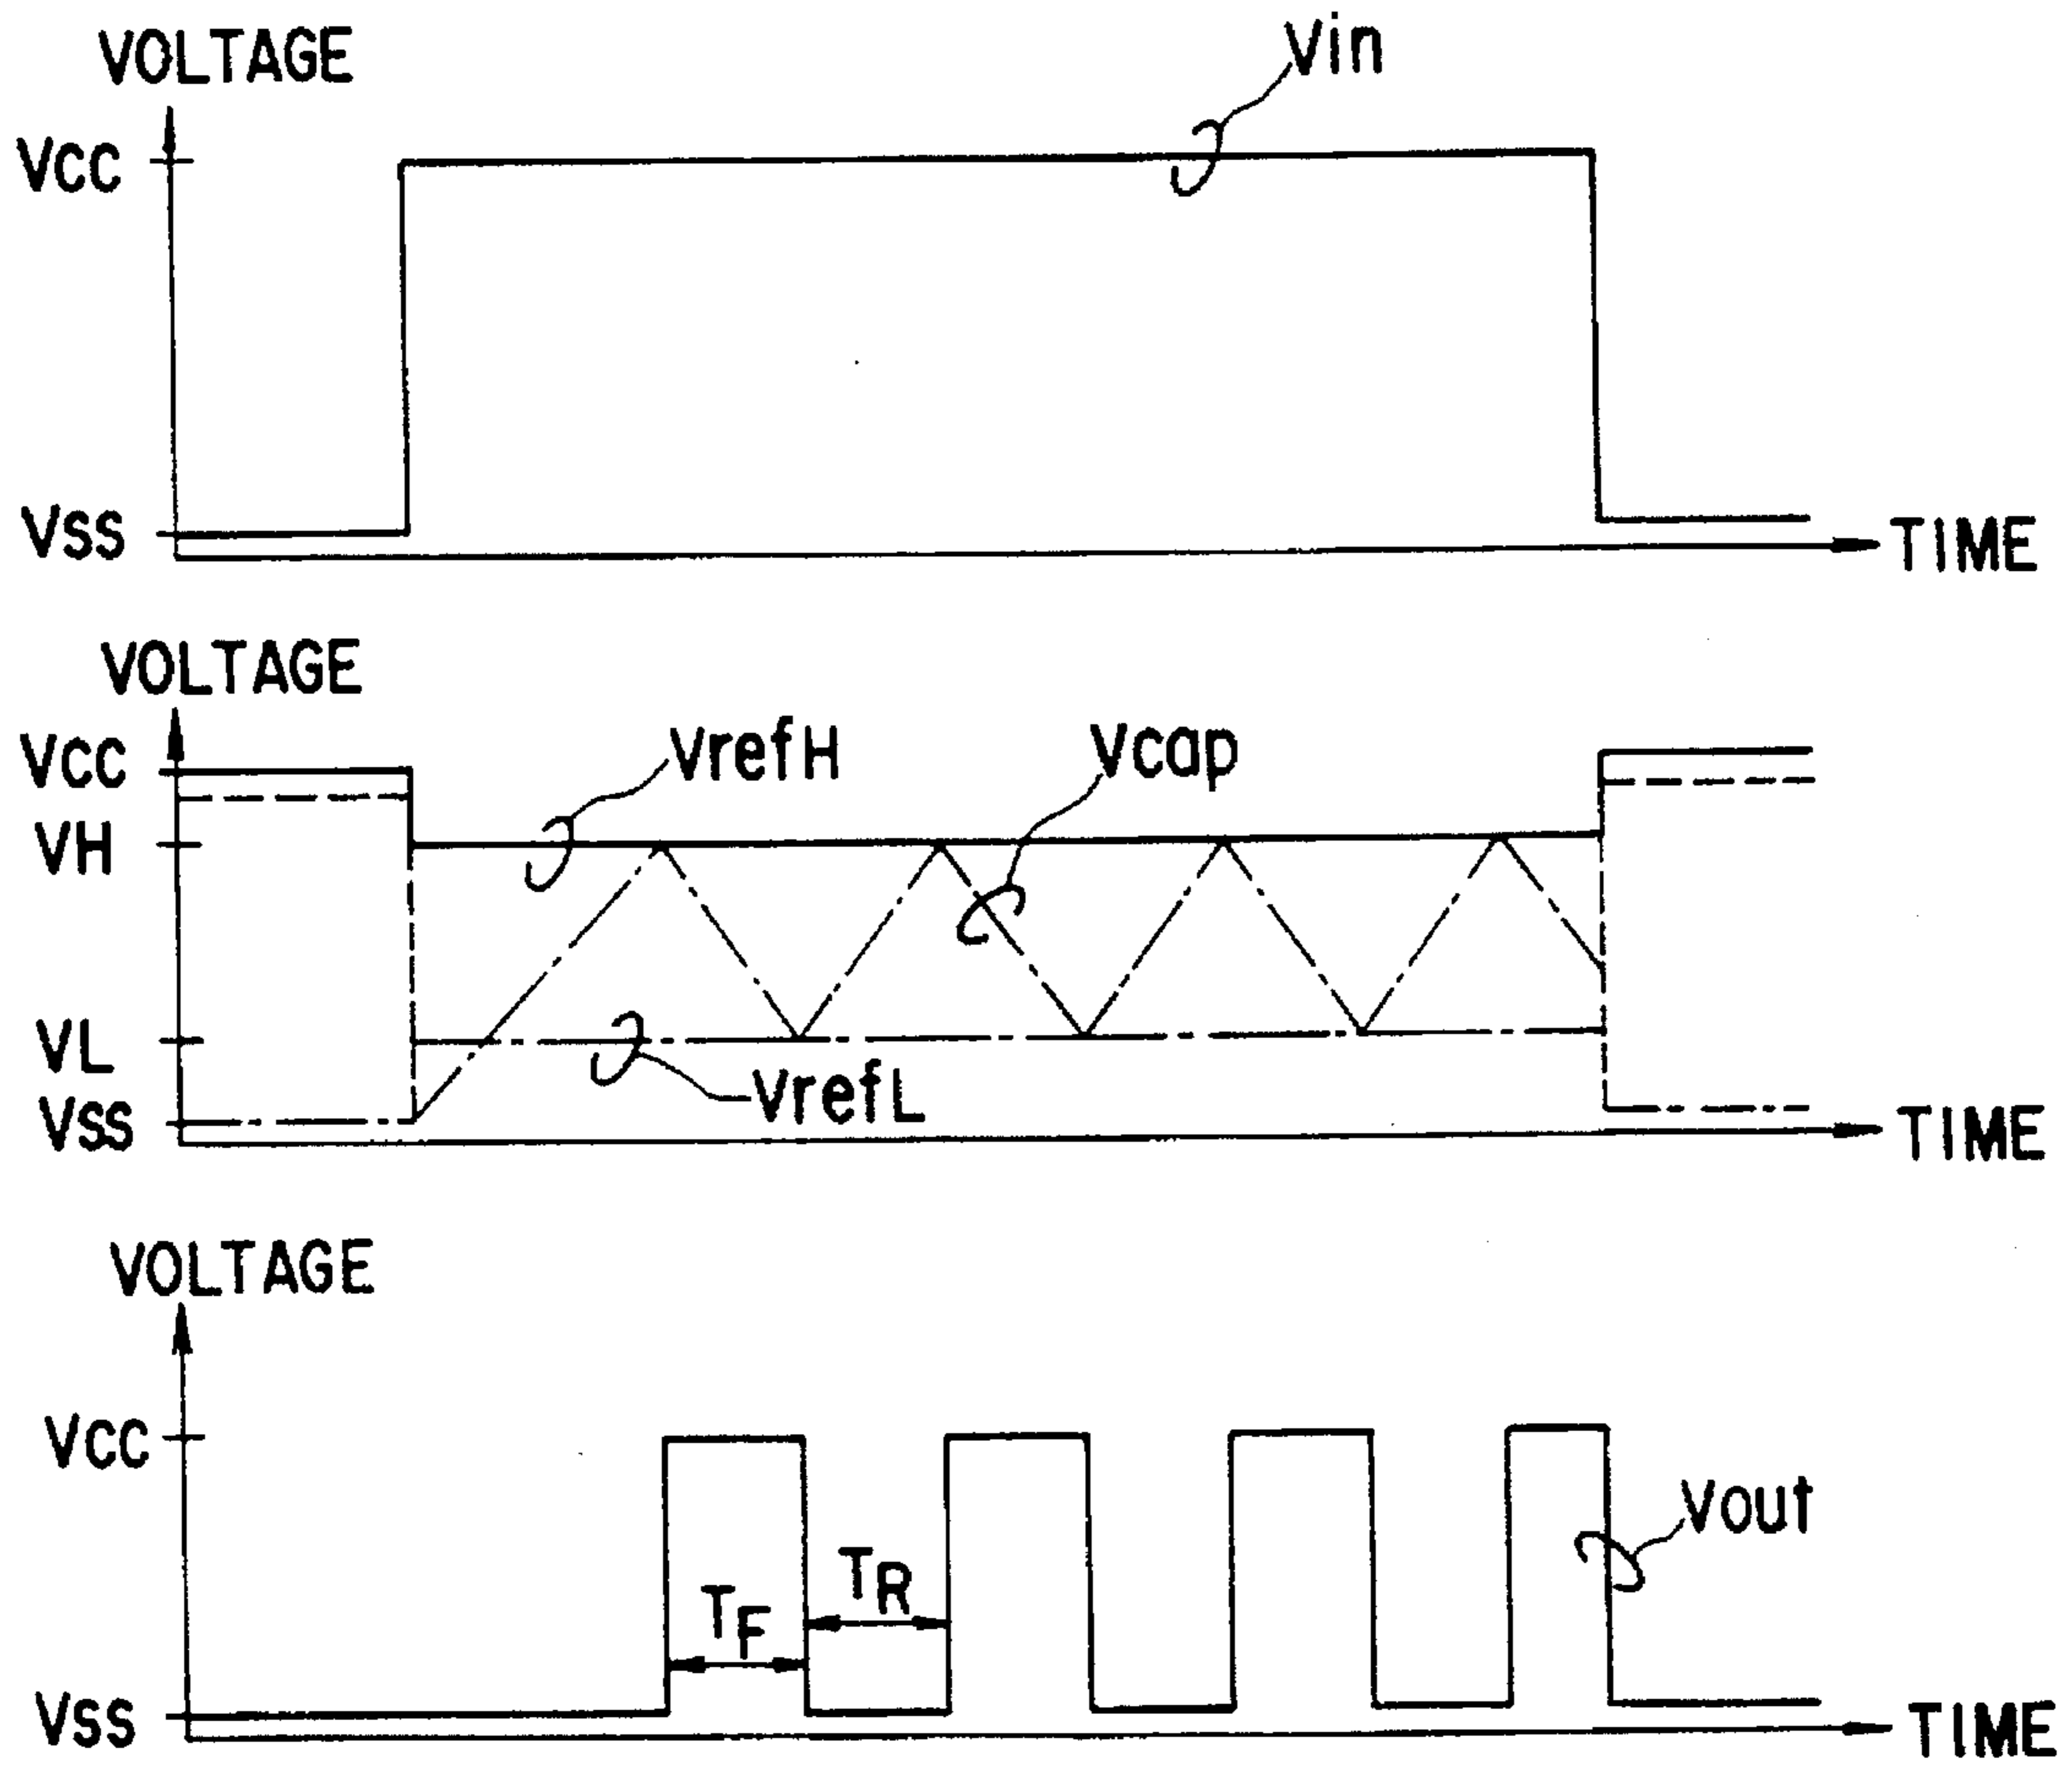 VOLTAGE
Vin
VCC
VSS
TIME
VOLTAGE
VCC
VrefH
Vcap
VH
VL
VrefL
VSS
TIME
VOLTAGE
VCC
Vout
TR
TF
VSS
TIME